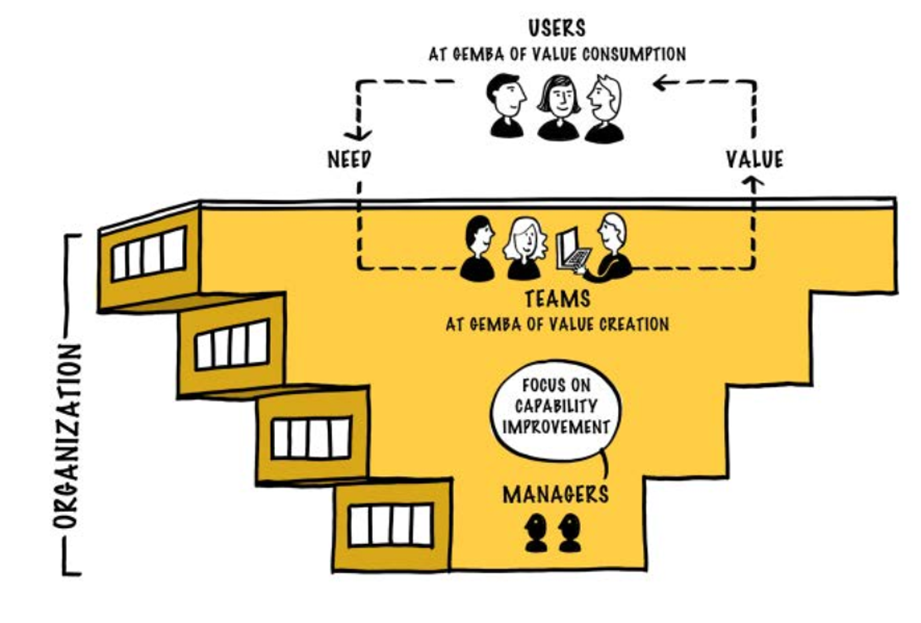 USERS
AT GEMBA OF VALUE CONSUMPTION
NEED
VALUE
TEAMS
AT GEMBA OF VALUE CREATION
FOCUS ON
CAPABILITY
IMPROVEMENT
MANAGERS
ORGANIZATION